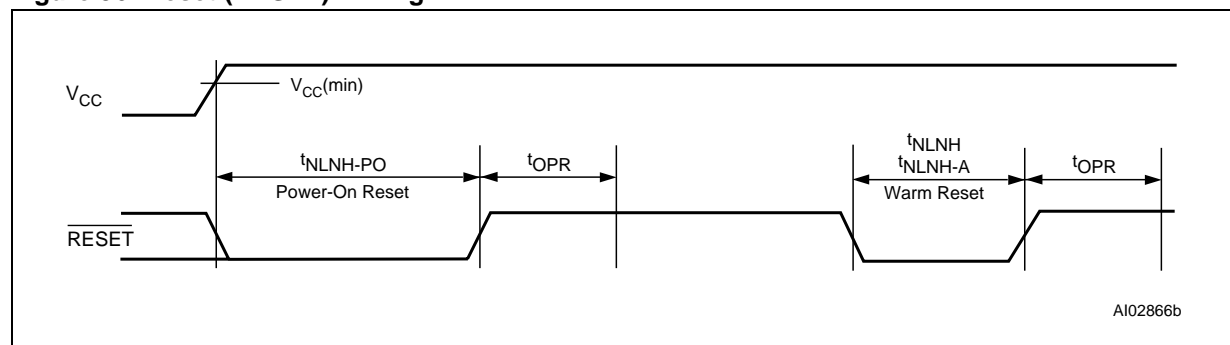 V_CC
V_CC(min)
t_NLNH-PO
Power-On Reset
t_OPR
t_NLNH
t_NLNH-A
Warm Reset
t_OPR
RESET
AI02866b